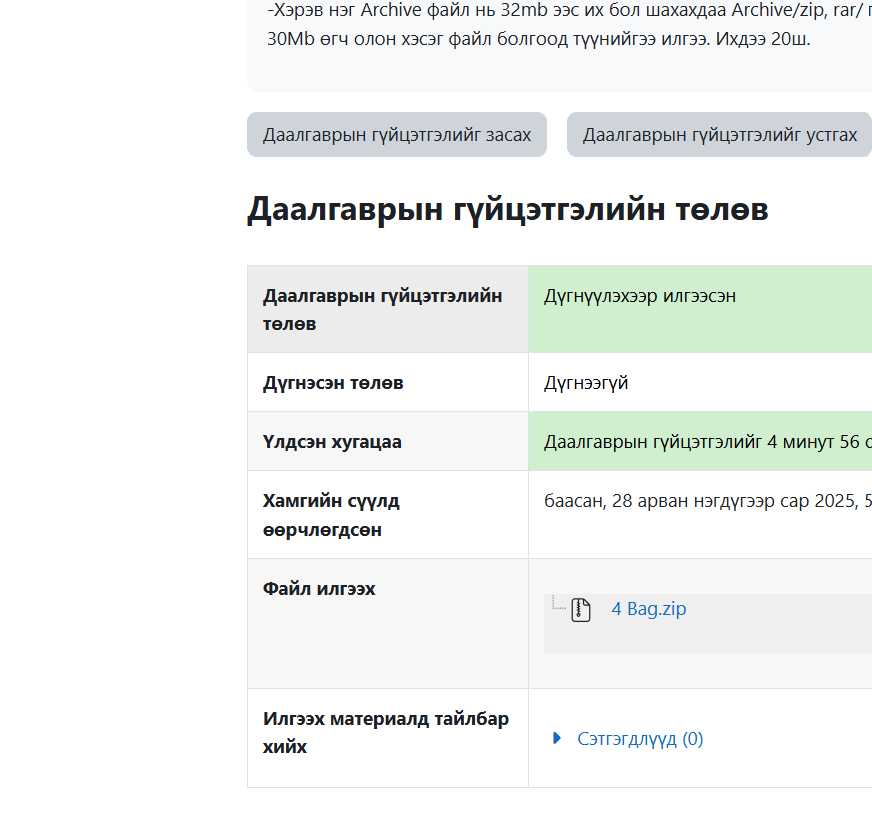 -Хэрэв нэг Archive файл нь 32mb ээс их бол шахахдаа Archive/zip, rar/
30Mb өгч олон хэсэг файл болгоод түүнийгээ илгээ. Ихдээ 20ш.
Даалгаврын гүйцэтгэлийг засах
Даалгаврын гүйцэтгэлийг устгах
Даалгаврын гүйцэтгэлийн төлөв
Даалгаврын гүйцэтгэлийн
төлөв
Дүгнүүлэхээр илгээсэн
Дүгнэсэн төлөв
Дүгнээгүй
Үлдсэн хугацаа
Даалгаврын гүйцэтгэлийг 4 минут 56
Хамгийн сүүлд
өөрчлөгдсөн
баасан, 28 арван нэгдүгээр сар 2025, 5
Файл илгээх
4 Bag.zip
Илгээх материалд тайлбар
хийх
Сэтгэгдлүүд (0)